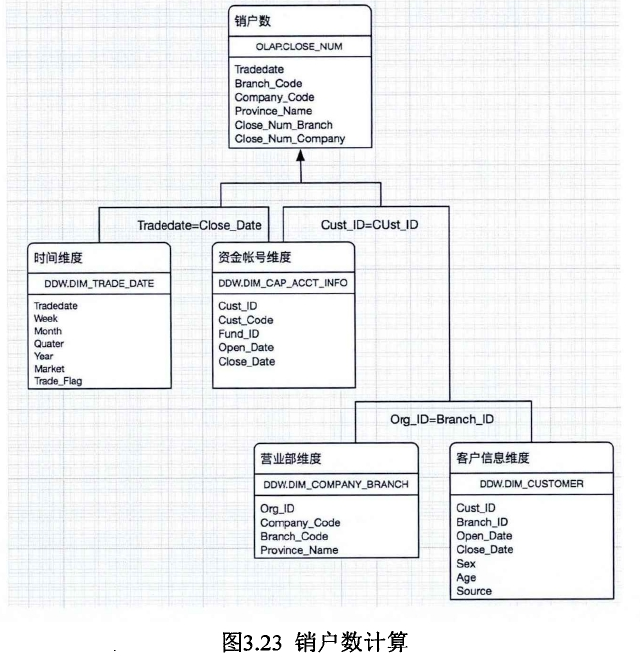 销户数
OLAP.CLOSE_NUM
Tradedate
Branch_Code
Company_Code
Province_Name
Close_Num_Branch
Close_Num_Company
Tradedate=Close_Date
Cust_ID=CUst_ID
时间维度
DDW.DIM_TRADE_DATE
Tradedate
Week
Month
Quater
Year
Market
Trade_Flag
资金帐号维度
DDW.DIM_CAP_ACCT_INFO
Cust_ID
Cust_Code
Fund_ID
Open_Date
Close_Date
Org_ID=Branch_ID
营业部维度
DDW.DIM_COMPANY_BRANCH
Org_ID
Company_Code
Branch_Code
Province_Name
客户信息维度
DDW.DIM_CUSTOMER
Cust_ID
Branch_ID
Open_Date
Close_Date
Sex
Age
Source
图3.23 销户数计算